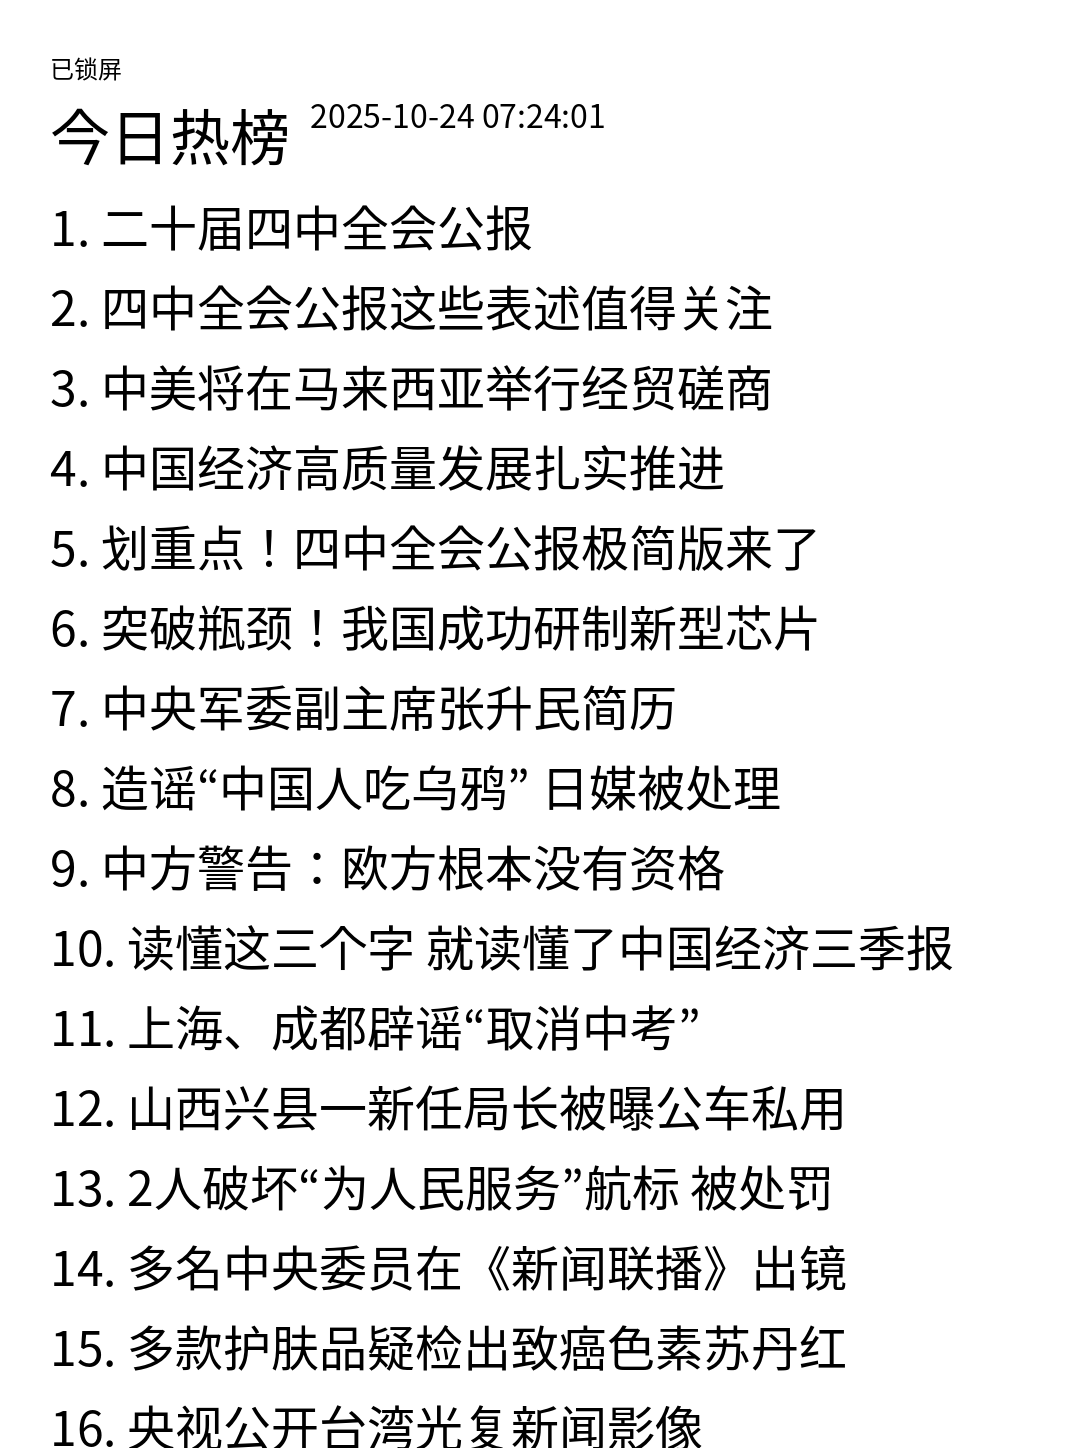 已锁屏
今日热榜 2025-10-24 07:24:01
1. 二十届四中全会公报
2. 四中全会公报这些表述值得关注
3. 中美将在马来西亚举行经贸磋商
4. 中国经济高质量发展扎实推进
5. 划重点！四中全会公报极简版来了
6. 突破瓶颈！我国成功研制新型芯片
7. 中央军委副主席张升民简历
8. 造谣“中国人吃乌鸦” 日媒被处理
9. 中方警告：欧方根本没有资格
10. 读懂这三个字 就读懂了中国经济三季报
11. 上海、成都辟谣“取消中考”
12. 山西兴县一新任局长被曝公车私用
13. 2人破坏“为人民服务”航标 被处罚
14. 多名中央委员在《新闻联播》出镜
15. 多款护肤品疑检出致癌色素苏丹红
16. 央视公开台湾光复新闻影像